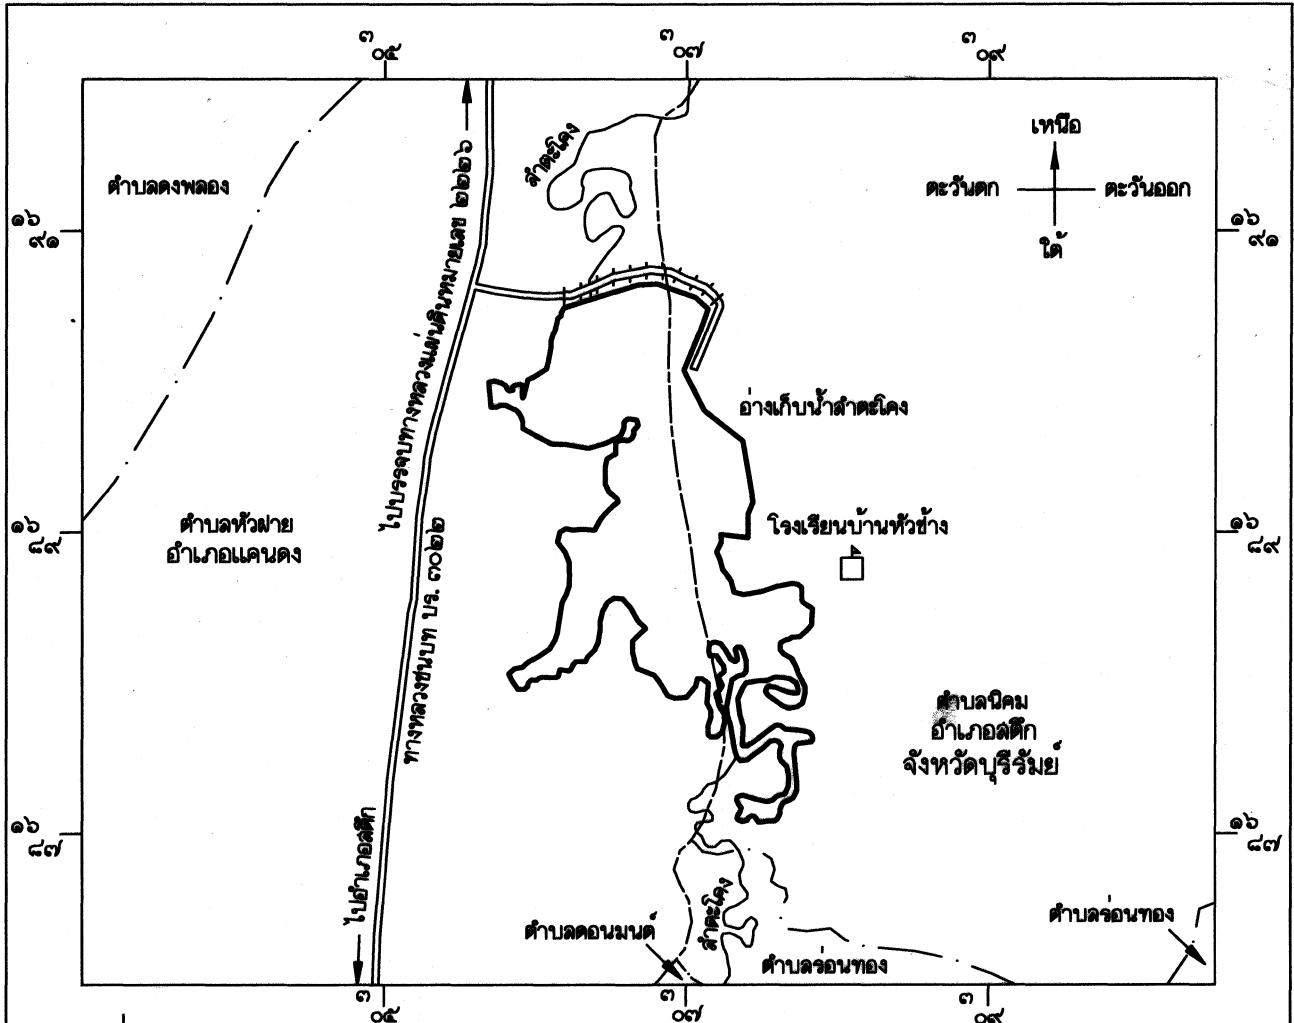 ๓ ๐๕
๓ ๐๗
๓ ๐๙
เหนือ
ตะวันตก ตะวันออก
ใต้
ลำตะโคง
ตำบลดงพลอง
๑๖ ๙๑
๑๖ ๙๑
ไปบรรจบทางหลวงแผ่นดินหมายเลข ๒๒๒๖
อ่างเก็บน้ำลำตะโคง
ตำบลหัวฝาย
อำเภอแคนดง
โรงเรียนบ้านหัวช้าง
๑๖ ๘๙
๑๖ ๘๙
ทางหลวงชนบท บร. ๓๐๒๒
ตำบลนิคม
อำเภอสตึก
จังหวัดบุรีรัมย์
๑๖ ๘๗
๑๖ ๘๗
ไปอำเภอสตึก
ลำตะโคง
ตำบลดอนมนต์
ตำบลร่อนทอง
ตำบลร่อนทอง
๓ ๐๕
๓ ๐๗
๓ ๐๙